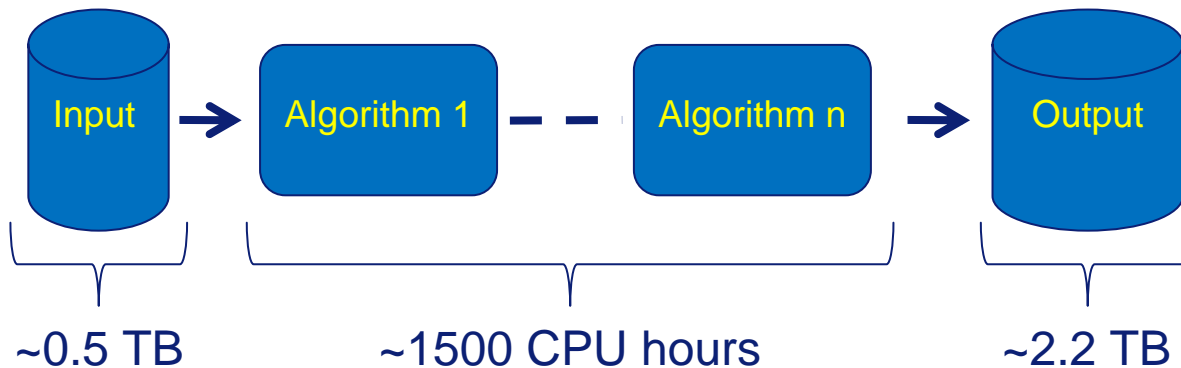 Input
Algorithm 1
Algorithm n
Output
~0.5 TB
~1500 CPU hours
~2.2 TB